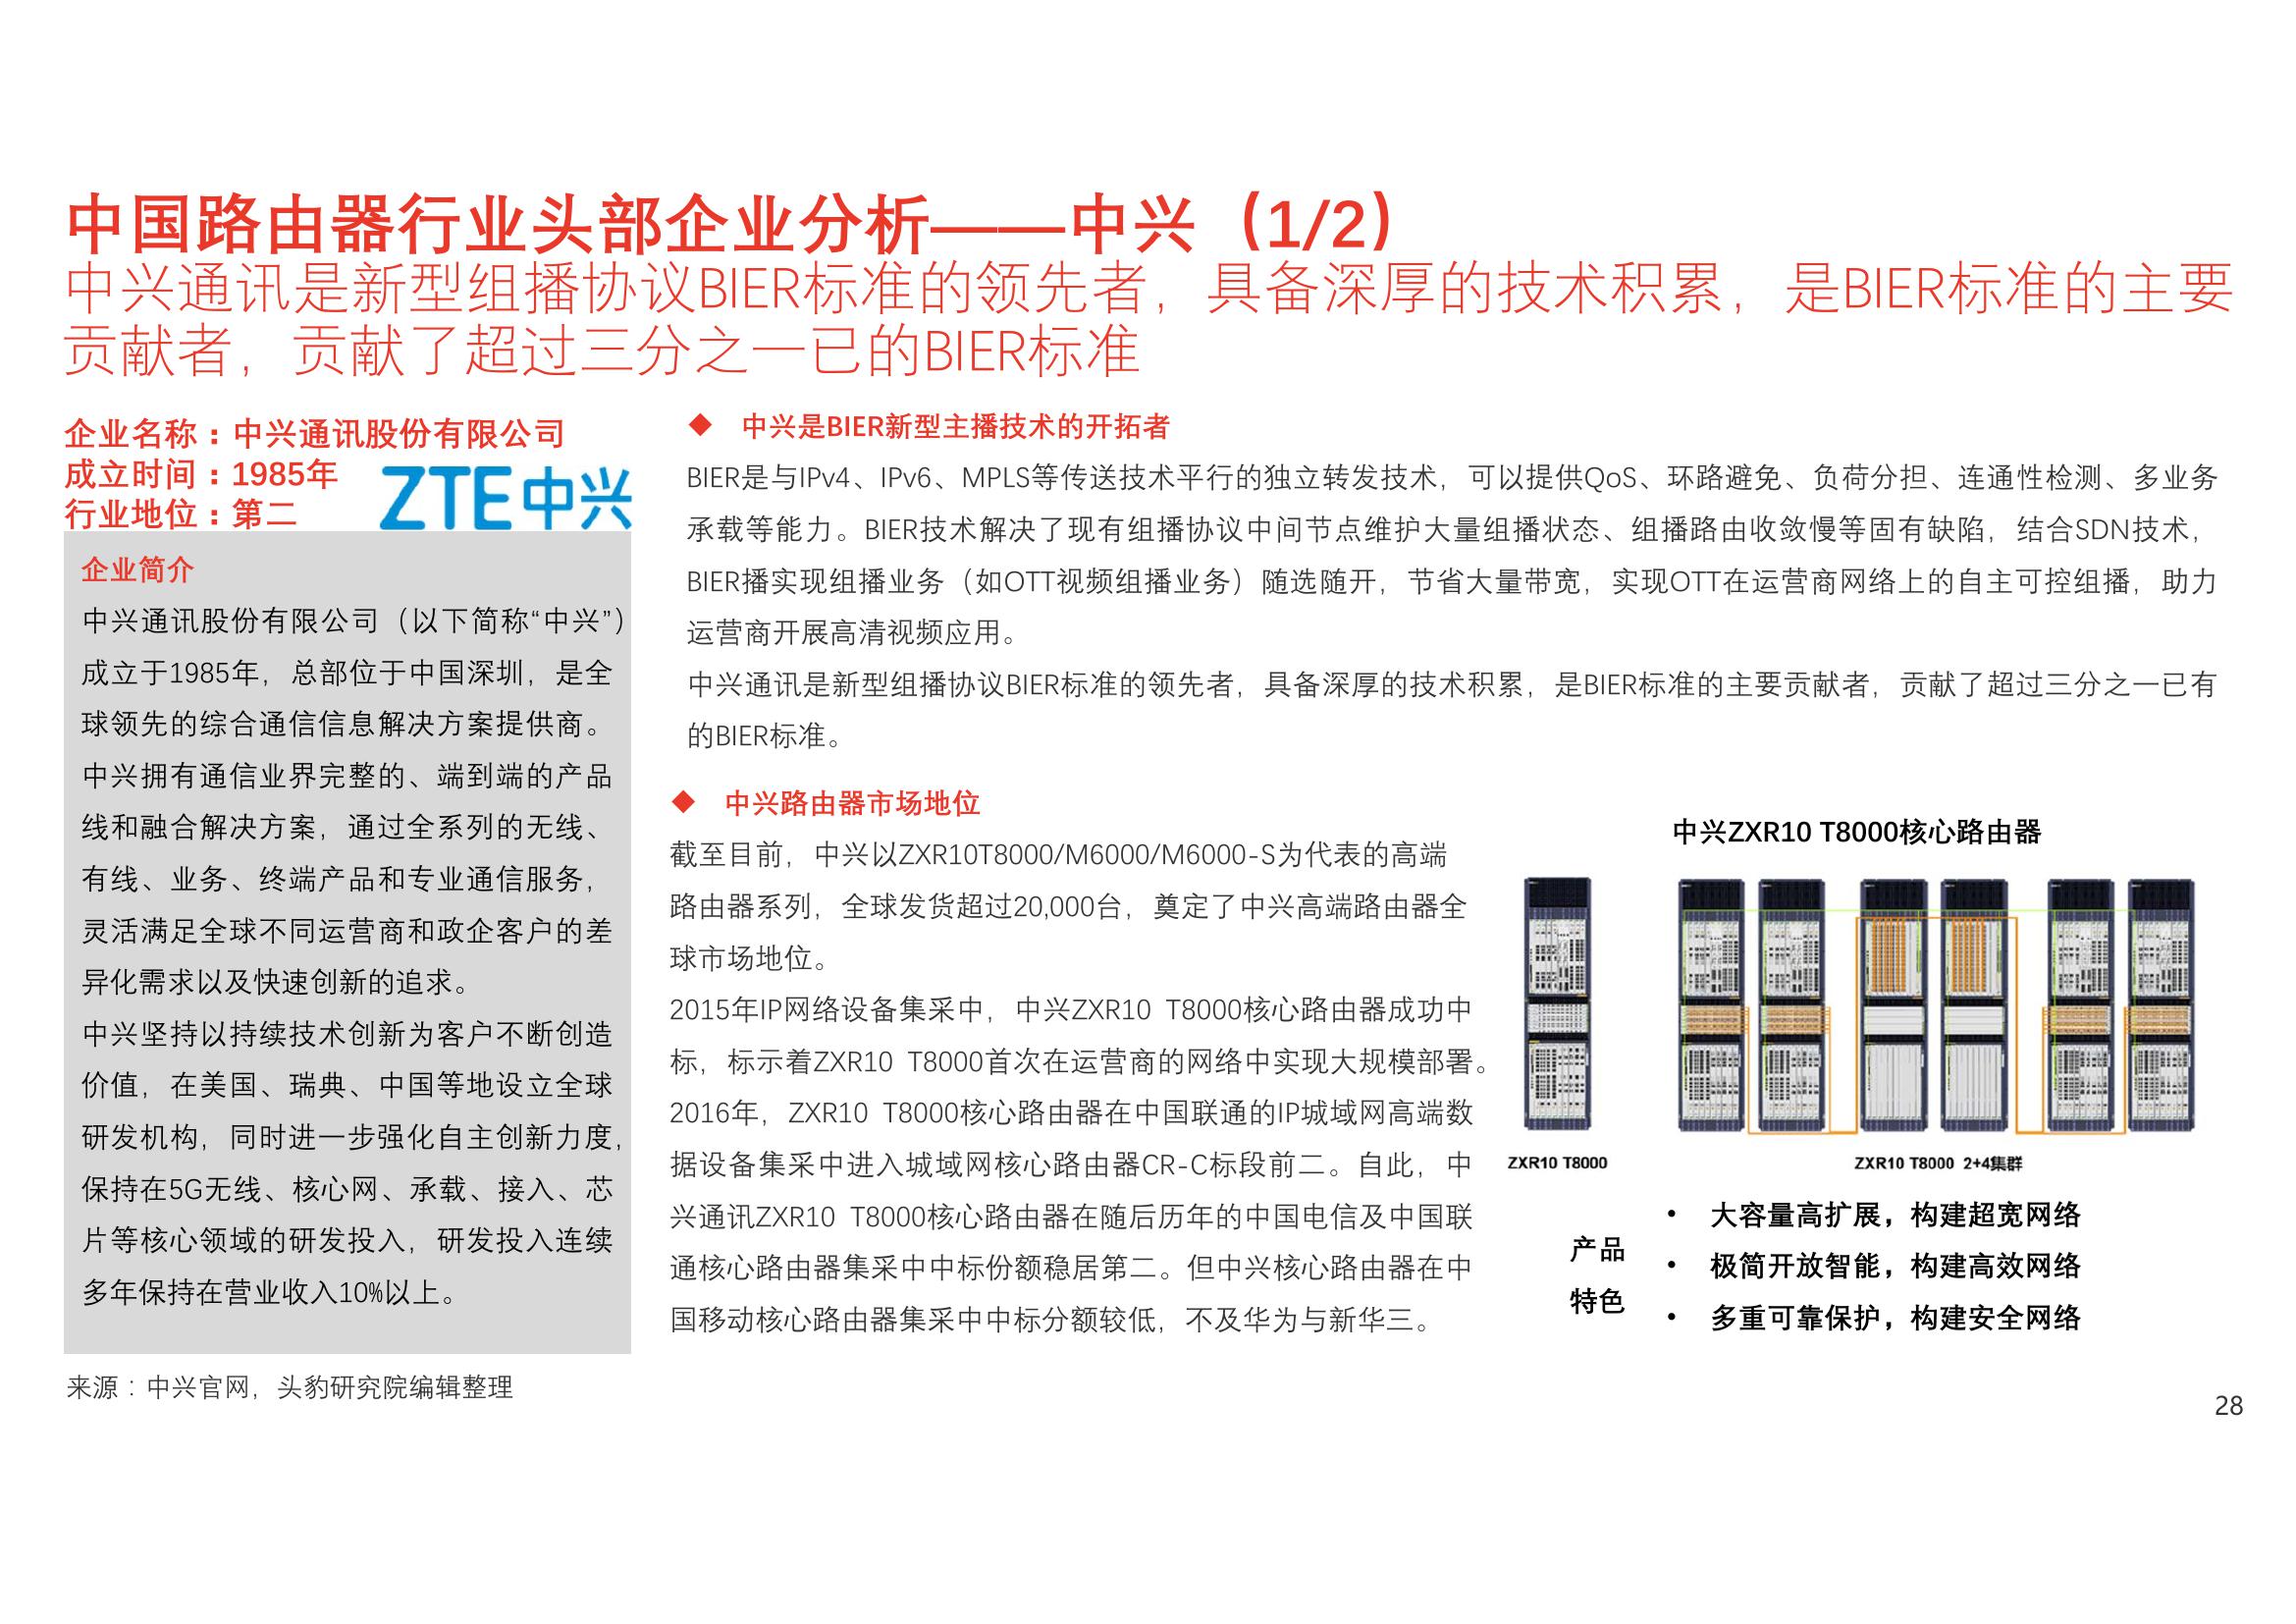 中国路由器行业头部企业分析——中兴（1/2）
中兴通讯是新型组播协议BIER标准的领先者，具备深厚的技术积累，是BIER标准的主要
贡献者，贡献了超过三分之一已的BIER标准
企业名称：中兴通讯股份有限公司
成立时间：1985年
行业地位：第二
ZTE中兴
企业简介
中兴通讯股份有限公司（以下简称“中兴”）
成立于1985年，总部位于中国深圳，是全
球领先的综合通信信息解决方案提供商。
中兴拥有通信业界完整的、端到端的产品
线和融合解决方案，通过全系列的无线、
有线、业务、终端产品和专业通信服务，
灵活满足全球不同运营商和政企客户的差
异化需求以及快速创新的追求。
中兴坚持以持续技术创新为客户不断创造
价值，在美国、瑞典、中国等地设立全球
研发机构，同时进一步强化自主创新力度，
保持在5G无线、核心网、承载、接入、芯
片等核心领域的研发投入，研发投入连续
多年保持在营业收入10%以上。
◆ 中兴是BIER新型主播技术的开拓者
BIER是与IPv4、IPv6、MPLS等传送技术平行的独立转发技术，可以提供QoS、环路避免、负荷分担、连通性检测、多业务
承载等能力。BIER技术解决了现有组播协议中间节点维护大量组播状态、组播路由收敛慢等固有缺陷，结合SDN技术，
BIER播实现组播业务（如OTT视频组播业务）随选随开，节省大量带宽，实现OTT在运营商网络上的自主可控组播，助力
运营商开展高清视频应用。
中兴通讯是新型组播协议BIER标准的领先者，具备深厚的技术积累，是BIER标准的主要贡献者，贡献了超过三分之一已有
的BIER标准。
◆ 中兴路由器市场地位
截至目前，中兴以ZXR10T8000/M6000/M6000-S为代表的高端
路由器系列，全球发货超过20,000台，奠定了中兴高端路由器全
球市场地位。
2015年IP网络设备集采中，中兴ZXR10 T8000核心路由器成功中
标，标示着ZXR10 T8000首次在运营商的网络中实现大规模部署。
2016年，ZXR10 T8000核心路由器在中国联通的IP城域网高端数
据设备集采中进入城域网核心路由器CR-C标段前二。自此，中
兴通讯ZXR10 T8000核心路由器在随后历年的中国电信及中国联
通核心路由器集采中中标份额稳居第二。但中兴核心路由器在中
国移动核心路由器集采中中标分额较低，不及华为与新华三。
中兴ZXR10 T8000核心路由器
ZXR10 T8000
ZXR10 T8000 2+4集群
产品
特色
• 大容量高扩展，构建超宽网络
• 极简开放智能，构建高效网络
• 多重可靠保护，构建安全网络
来源：中兴官网，头豹研究院编辑整理
28